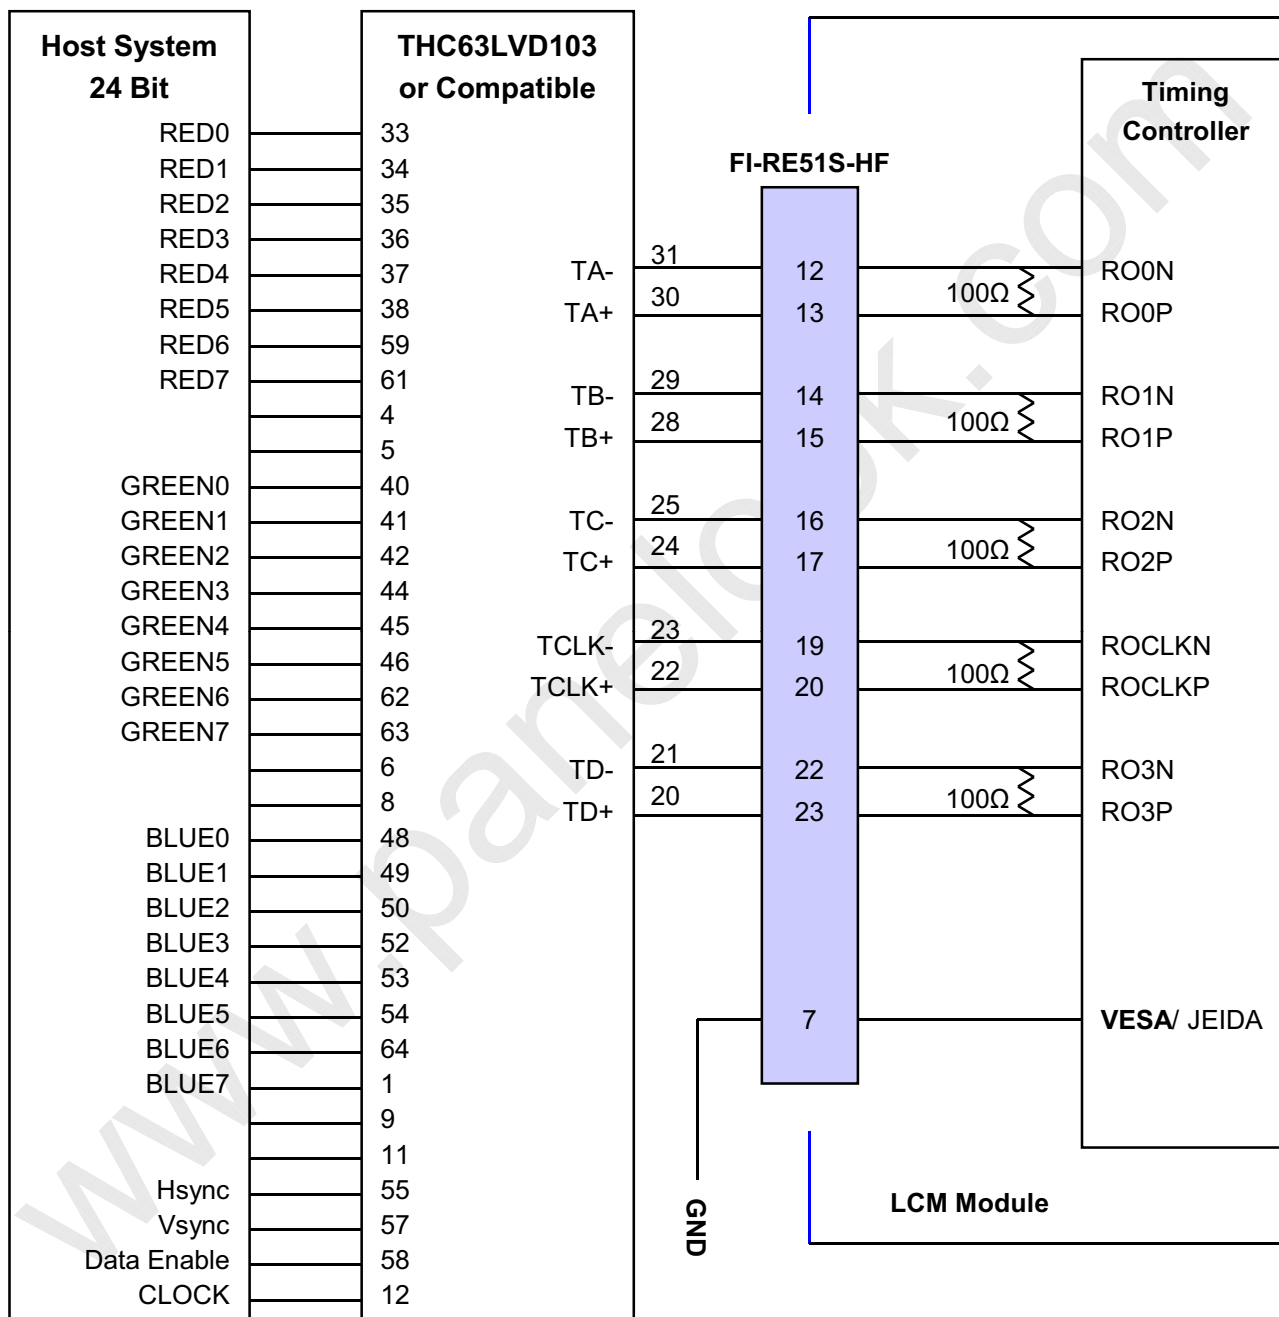 Host System
24 Bit
RED0
RED1
RED2
RED3
RED4
RED5
RED6
RED7
GREEN0
GREEN1
GREEN2
GREEN3
GREEN4
GREEN5
GREEN6
GREEN7
BLUE0
BLUE1
BLUE2
BLUE3
BLUE4
BLUE5
BLUE6
BLUE7
Hsync
Vsync
Data Enable
CLOCK
THC63LVD103
or Compatible
33
34
35
36
37
38
59
61
4
5
40
41
42
44
45
46
62
63
6
8
48
49
50
52
53
54
64
1
9
11
55
57
58
12
TA-
TA+
TB-
TB+
TC-
TC+
TCLK-
TCLK+
TD-
TD+
31
30
29
28
25
24
23
22
21
20
FI-RE51S-HF
12
13
14
15
16
17
19
20
22
23
7
GND
100Ω
100Ω
100Ω
100Ω
100Ω
Timing
Controller
RO0N
RO0P
RO1N
RO1P
RO2N
RO2P
ROCLKN
ROCLKP
RO3N
RO3P
VESA/ JEIDA
LCM Module
www.panelook.com